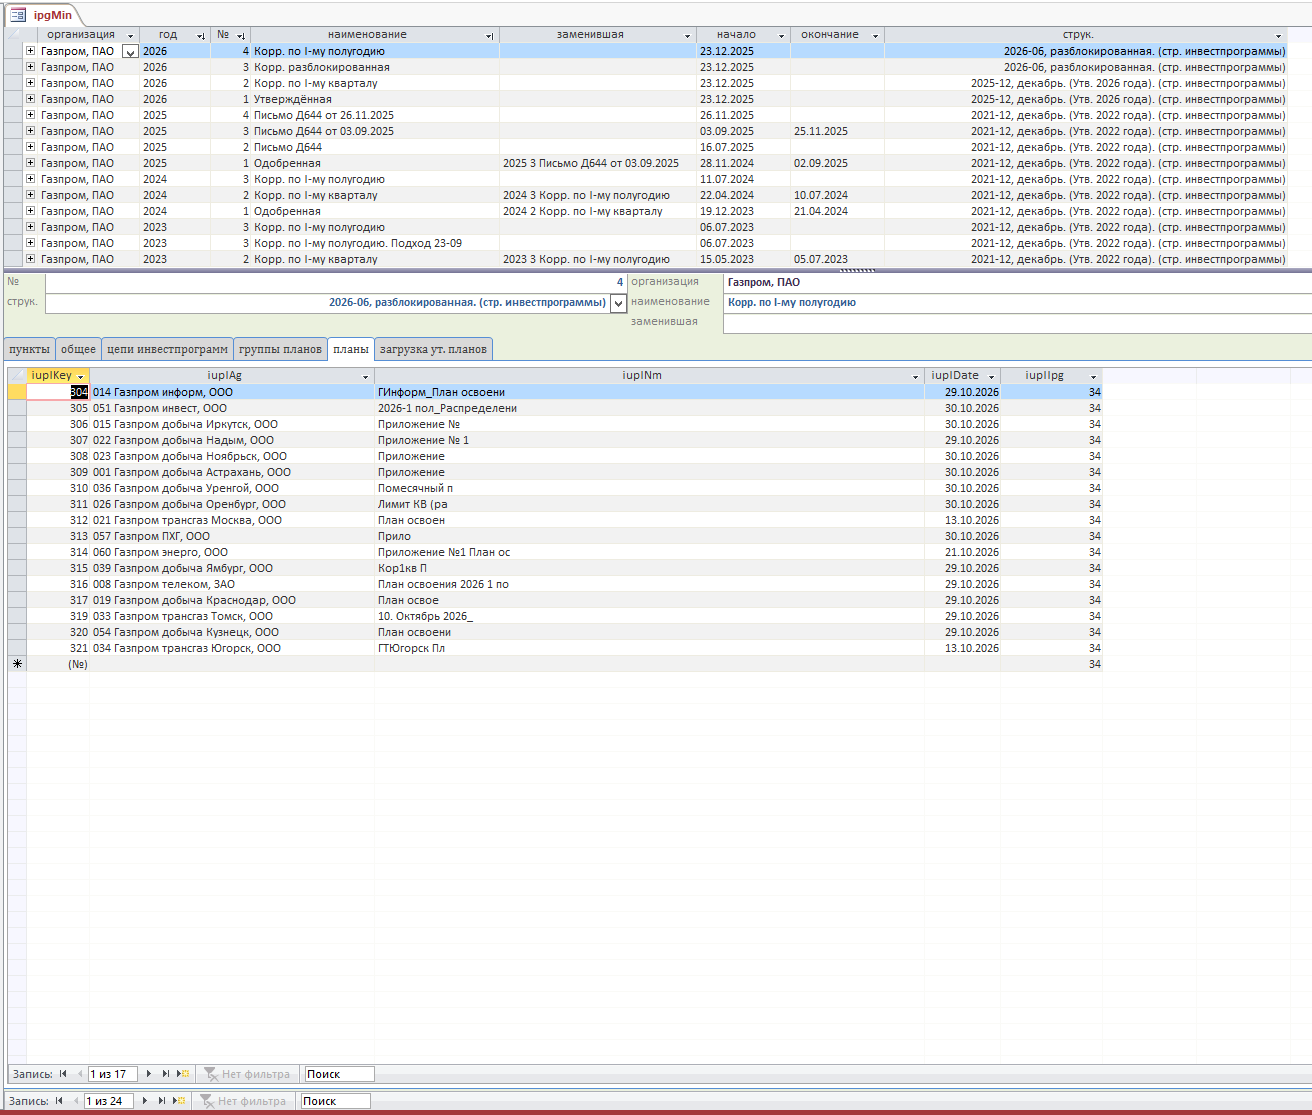 ipgMin
организация год № наименование заменившая начало окончание струк.
Газпром, ПАО 2026 4 Корр. по I-му полугодию 23.12.2025 2026-06, разблокированная. (стр. инвестпрограммы)
Газпром, ПАО 2026 3 Корр. разблокированная 23.12.2025 2026-06, разблокированная. (стр. инвестпрограммы)
Газпром, ПАО 2026 2 Корр. по I-му кварталу 23.12.2025 2025-12, декабрь. (Утв. 2026 года). (стр. инвестпрограммы)
Газпром, ПАО 2026 1 Утверждённая 23.12.2025 2025-12, декабрь. (Утв. 2026 года). (стр. инвестпрограммы)
Газпром, ПАО 2025 4 Письмо Д644 от 26.11.2025 26.11.2025 2021-12, декабрь. (Утв. 2022 года). (стр. инвестпрограммы)
Газпром, ПАО 2025 3 Письмо Д644 от 03.09.2025 03.09.2025 25.11.2025 2021-12, декабрь. (Утв. 2022 года). (стр. инвестпрограммы)
Газпром, ПАО 2025 2 Письмо Д644 16.07.2025 2021-12, декабрь. (Утв. 2022 года). (стр. инвестпрограммы)
Газпром, ПАО 2025 1 Одобренная 2025 3 Письмо Д644 от 03.09.2025 28.11.2024 02.09.2025 2021-12, декабрь. (Утв. 2022 года). (стр. инвестпрограммы)
Газпром, ПАО 2024 3 Корр. по I-му полугодию 11.07.2024 2021-12, декабрь. (Утв. 2022 года). (стр. инвестпрограммы)
Газпром, ПАО 2024 2 Корр. по I-му кварталу 2024 3 Корр. по I-му полугодию 22.04.2024 10.07.2024 2021-12, декабрь. (Утв. 2022 года). (стр. инвестпрограммы)
Газпром, ПАО 2024 1 Одобренная 2024 2 Корр. по I-му кварталу 19.12.2023 21.04.2024 2021-12, декабрь. (Утв. 2022 года). (стр. инвестпрограммы)
Газпром, ПАО 2023 3 Корр. по I-му полугодию 06.07.2023 2021-12, декабрь. (Утв. 2022 года). (стр. инвестпрограммы)
Газпром, ПАО 2023 3 Корр. по I-му полугодию. Подход 23-09 06.07.2023 2021-12, декабрь. (Утв. 2022 года). (стр. инвестпрограммы)
Газпром, ПАО 2023 2 Корр. по I-му кварталу 2023 3 Корр. по I-му полугодию 15.05.2023 05.07.2023 2021-12, декабрь. (Утв. 2022 года). (стр. инвестпрограммы)
№ 4 организация Газпром, ПАО
струк. 2026-06, разблокированная. (стр. инвестпрограммы) наименование Корр. по I-му полугодию
заменившая
пункты общее цепи инвестпрограмм группы планов планы загрузка ут. планов
iuplKey iuplAg iuplNm iuplDate iuplIpg
304 014 Газпром информ, ООО ГИнформ_План освоени 29.10.2026 34
305 051 Газпром инвест, ООО 2026-1 пол_Распределени 30.10.2026 34
306 015 Газпром добыча Иркутск, ООО Приложение № 30.10.2026 34
307 022 Газпром добыча Надым, ООО Приложение № 1 29.10.2026 34
308 023 Газпром добыча Ноябрьск, ООО Приложение 30.10.2026 34
309 001 Газпром добыча Астрахань, ООО Приложение 30.10.2026 34
310 036 Газпром добыча Уренгой, ООО Помесячный п 30.10.2026 34
311 026 Газпром добыча Оренбург, ООО Лимит КВ (ра 30.10.2026 34
312 021 Газпром трансгаз Москва, ООО План освоен 13.10.2026 34
313 057 Газпром ПХГ, ООО Прило 30.10.2026 34
314 060 Газпром энерго, ООО Приложение №1 План ос 21.10.2026 34
315 039 Газпром добыча Ямбург, ООО Кор1кв П 29.10.2026 34
316 008 Газпром телеком, ЗАО План освоения 2026 1 по 29.10.2026 34
317 019 Газпром добыча Краснодар, ООО План освое 29.10.2026 34
319 033 Газпром трансгаз Томск, ООО 10. Октябрь 2026_ 29.10.2026 34
320 054 Газпром добыча Кузнецк, ООО План освоени 29.10.2026 34
321 034 Газпром трансгаз Югорск, ООО ГТЮгорск Пл 13.10.2026 34
(№) 34
Запись: 1 из 17 Нет фильтра Поиск
Запись: 1 из 24 Нет фильтра Поиск